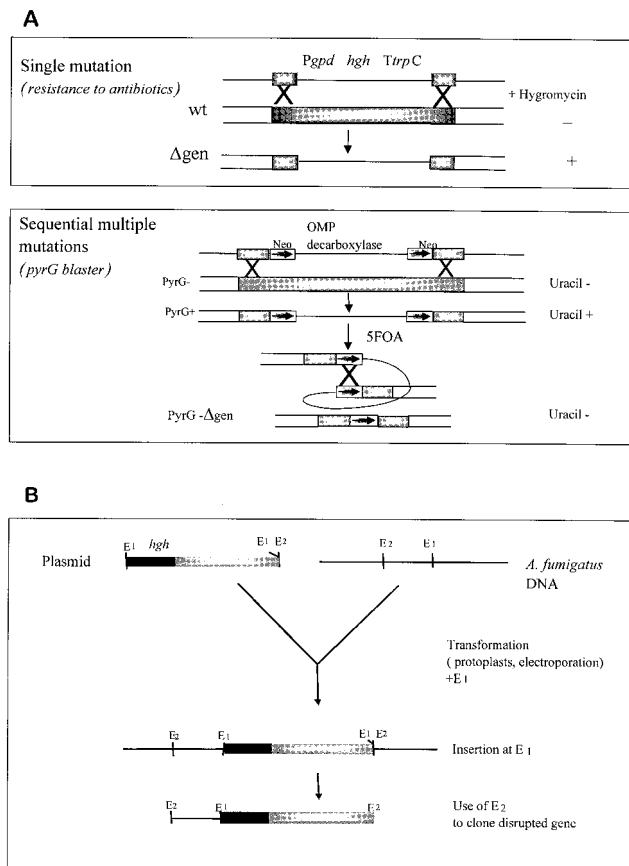 A
Single mutation
(resistance to antibiotics)
Pgpd hgh TtrpC
+ Hygromycin
wt
–
Δgen
+
Sequential multiple
mutations
(pyrG blaster)
OMP
decarboxylase
Neo
Neo
PyrG-
Uracil -
PyrG+
Uracil +
5FOA
PyrG -Δgen
Uracil -
B
Plasmid
E1
hgh
E1 E2
E2
E1
A. fumigatus
DNA
Transformation
( protoplasts, electroporation)
+E1
E2
E1
E1 E2
Insertion at E1
E2
E1
E2
Use of E2
to clone disrupted gene